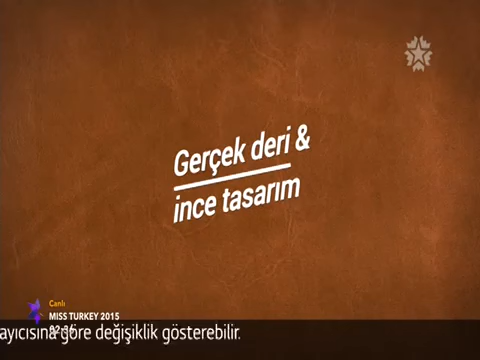 Gerçek deri &
ince tasarım
Canlı
MISS TURKEY 2015
ayıcısına göre değişiklik gösterebilir.